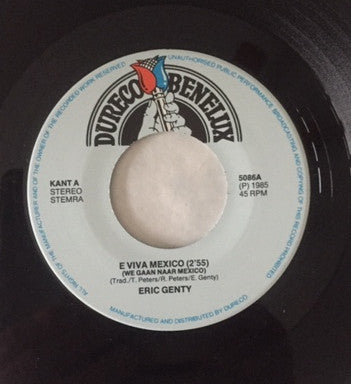 DURECO BENELUX
ALL RIGHTS OF THE MANUFACTURER AND OF THE OWNER OF THE RECORDED WORK RESERVED.
UNAUTHORISED PUBLIC PERFORMANCE BROADCASTING AND COPYING OF THIS RECORD PROHIBITED
KANT A
STEREO
STEMRA
5086A
(P) 1985
45 RPM
E VIVA MEXICO (2'55)
(WE GAAN NAAR MEXICO)
(Trad./T. Peters/R. Peters/E. Genty)
ERIC GENTY
MANUFACTURED AND DISTRIBUTED BY DURECO